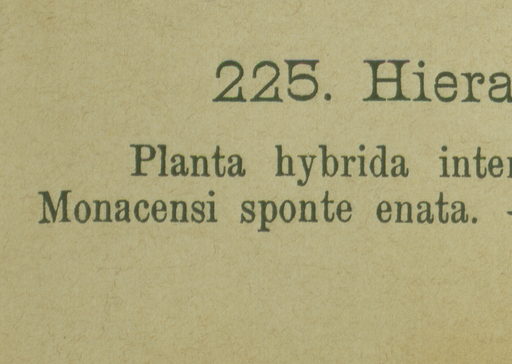 225. Hiera
Planta hybrida inter
Monacensi sponte enata. -